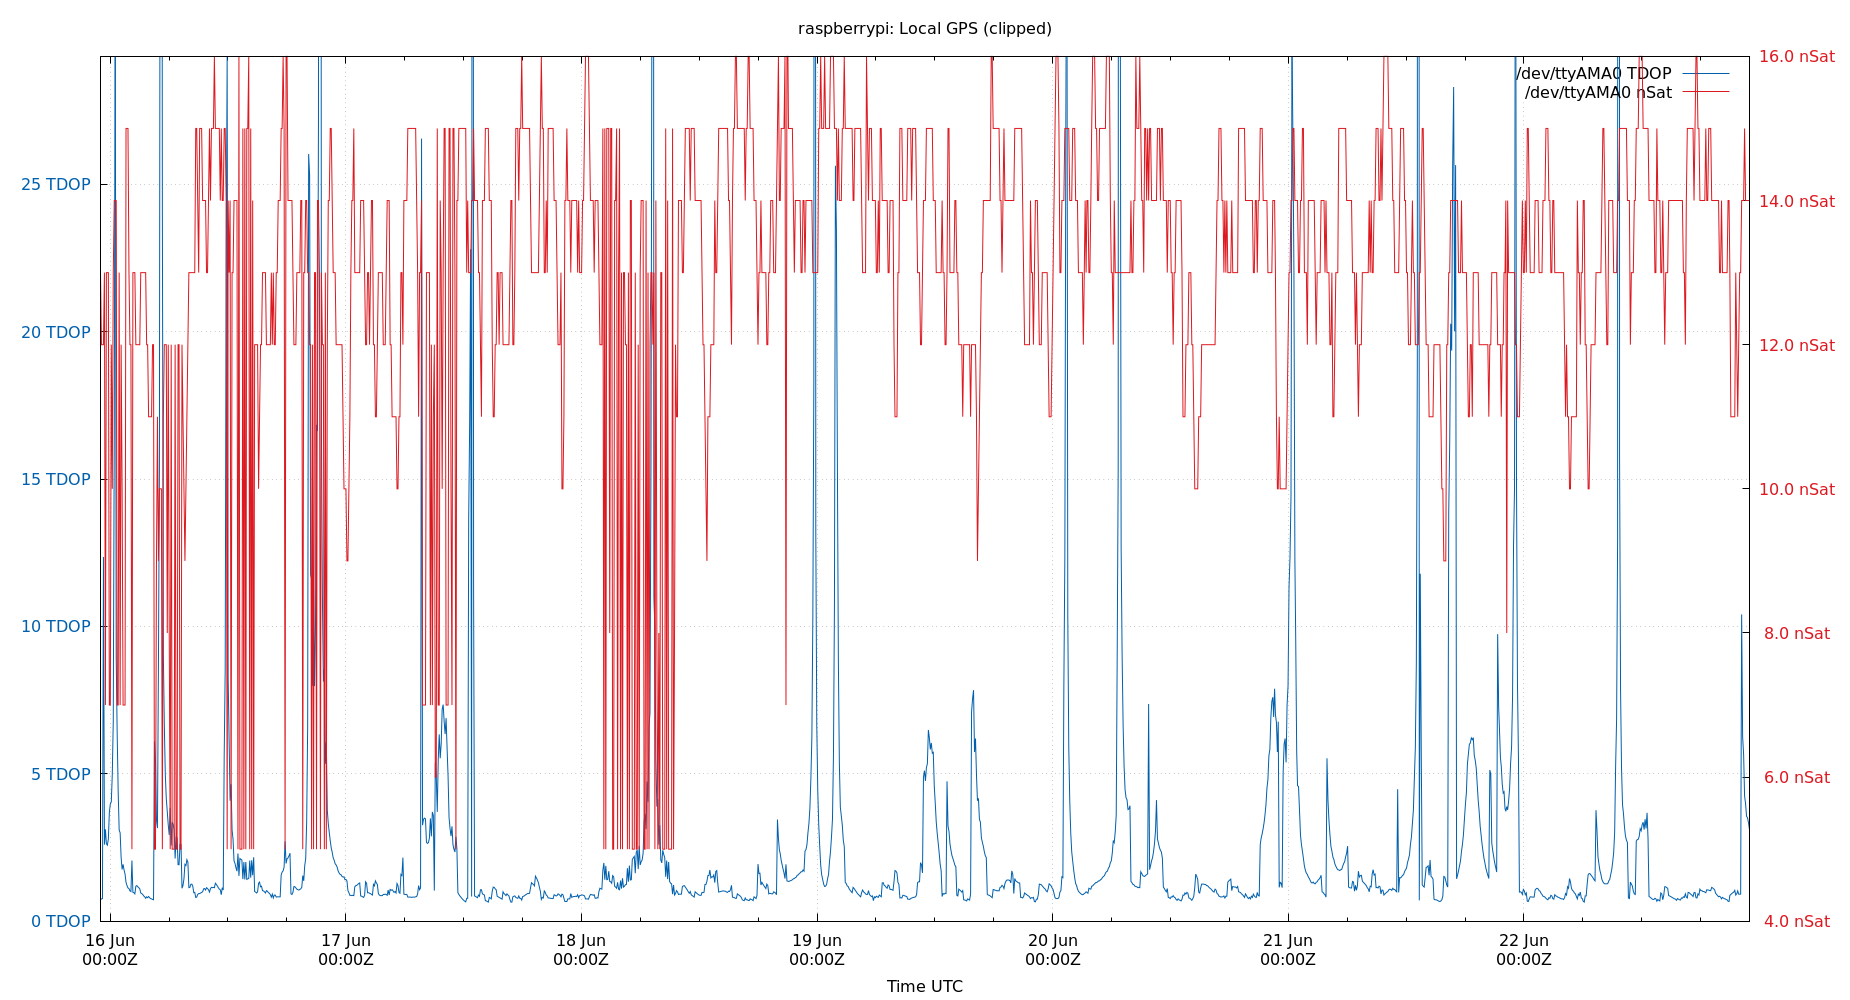 raspberrypi: Local GPS (clipped)
16.0 nSat
/dev/ttyAMA0 TDOP
/dev/ttyAMA0 nSat
25 TDOP
14.0 nSat
20 TDOP
12.0 nSat
15 TDOP
10.0 nSat
10 TDOP
8.0 nSat
5 TDOP
6.0 nSat
0 TDOP
4.0 nSat
16 Jun 17 Jun 18 Jun 19 Jun 20 Jun 21 Jun 22 Jun
00:00Z 00:00Z 00:00Z 00:00Z 00:00Z 00:00Z 00:00Z
Time UTC